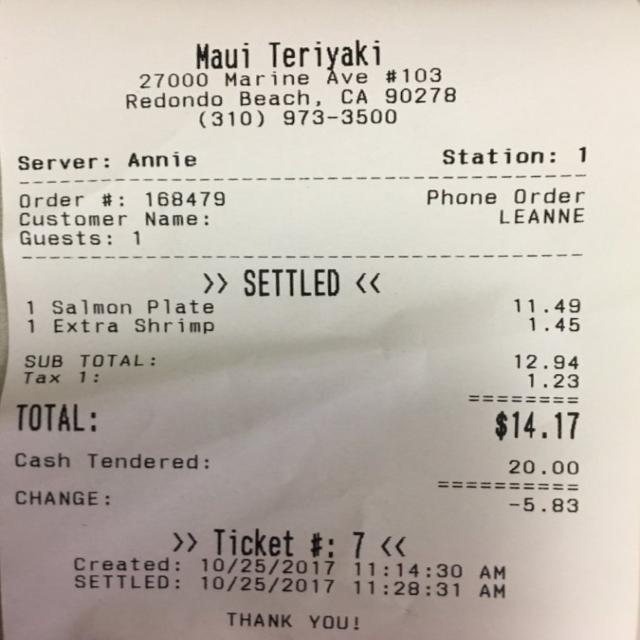 Maui Teriyaki
27000 Marine Ave #103
Redondo Beach, CA 90278
(310) 973-3500
Server: Annie Station: 1
Order #: 168479 Phone Order
Customer Name: LEANNE
Guests: 1
>> SETTLED <<
1 Salmon Plate 11.49
1 Extra Shrimp 1.45
SUB TOTAL: 12.94
Tax 1: 1.23
========
TOTAL: $14.17
Cash Tendered: 20.00
==========
CHANGE: -5.83
>> Ticket #: 7 <<
Created: 10/25/2017 11:14:30 AM
SETTLED: 10/25/2017 11:28:31 AM
THANK YOU!